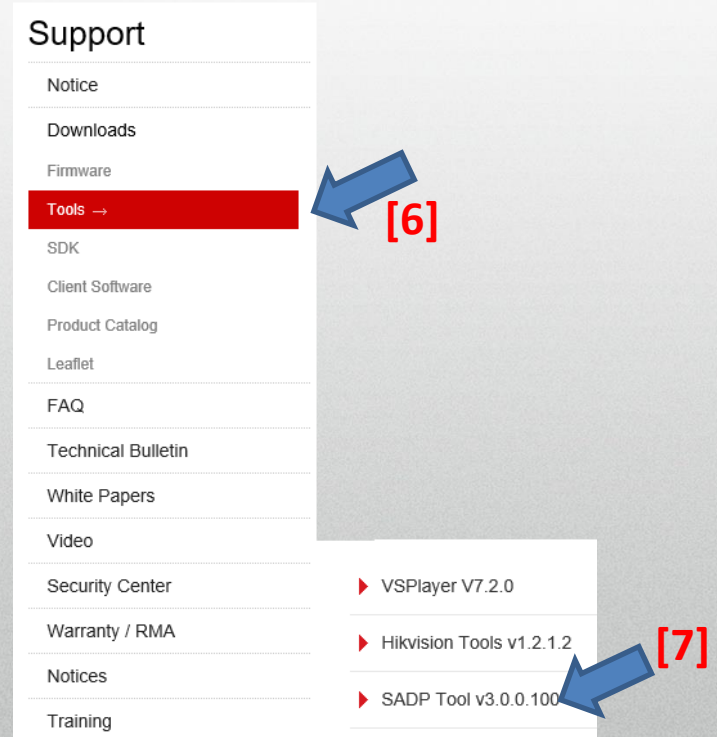 Support
Notice
Downloads
Firmware
Tools →
[6]
SDK
Client Software
Product Catalog
Leaflet
FAQ
Technical Bulletin
White Papers
Video
Security Center
Warranty / RMA
Notices
Training
VSPlayer V7.2.0
Hikvision Tools v1.2.1.2
[7]
SADP Tool v3.0.0.100